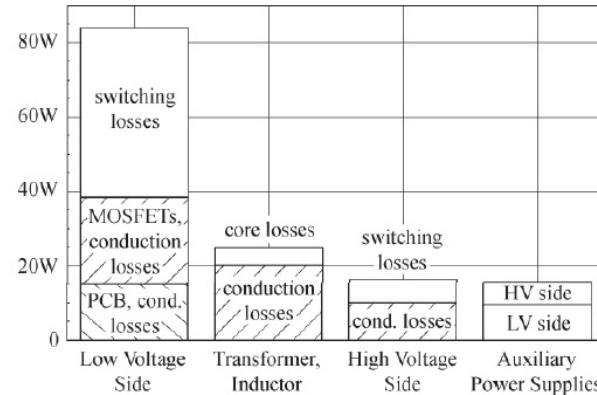 80W
60W
40W
20W
0
switching
losses
MOSFETs,
conduction
losses
PCB, cond.
losses
core losses
conduction
losses
switching
losses
cond. losses
HV side
LV side
Low Voltage
Side
Transformer,
Inductor
High Voltage
Side
Auxiliary
Power Supplies